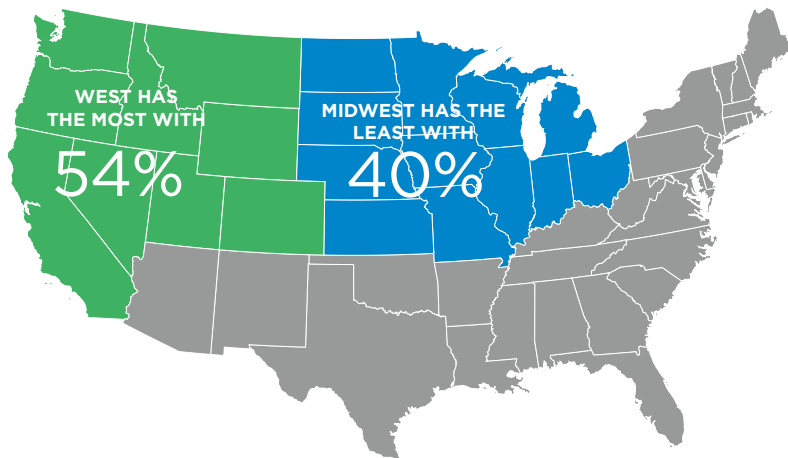 WEST HAS
THE MOST WITH
54%
MIDWEST HAS THE
LEAST WITH
40%